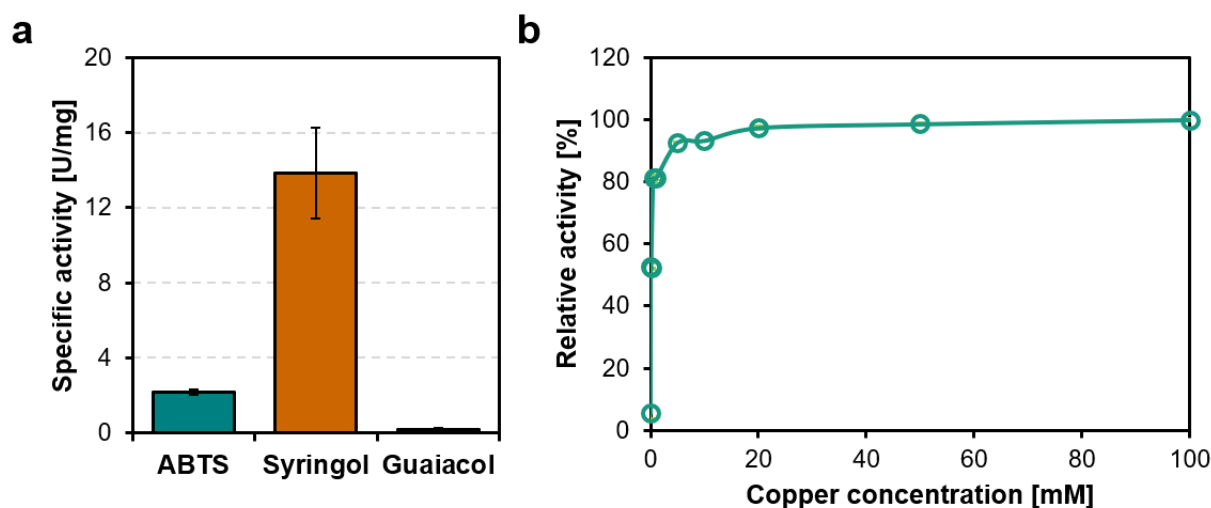 a
Specific activity [U/mg]
20
16
12
8
4
0
ABTS Syringol Guaiacol
b
Relative activity [%]
120
100
80
60
40
20
0
0 20 40 60 80 100
Copper concentration [mM]